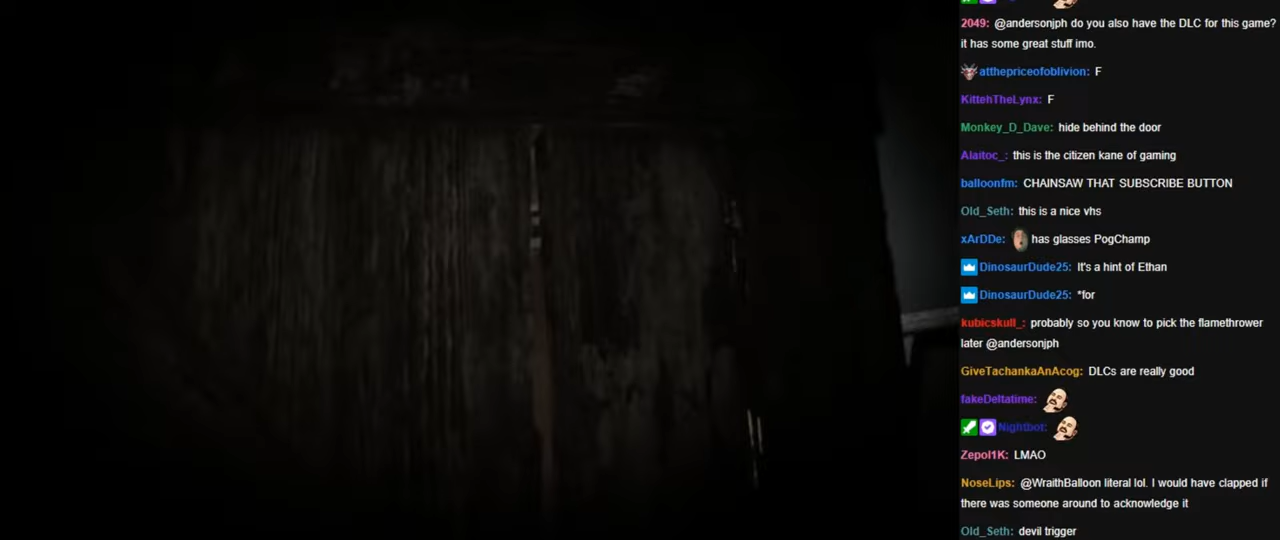 2049: @andersonjph do you also have the DLC for this game?
it has some great stuff imo.
atthepriceofoblivion: F
KittehTheLynx: F
Monkey_D_Dave: hide behind the door
Alaitoc_: this is the citizen kane of gaming
balloonfm: CHAINSAW THAT SUBSCRIBE BUTTON
Old_Seth: this is a nice vhs
xArDDe: has glasses PogChamp
DinosaurDude25: It's a hint of Ethan
DinosaurDude25: *for
kubicskull_: probably so you know to pick the flamethrower
later @andersonjph
GiveTachankaAnAcog: DLCs are really good
fakeDeltatime:
Nightbot:
Zepol1K: LMAO
NoseLips: @WraithBalloon literal lol. I would have clapped if
there was someone around to acknowledge it
Old_Seth: devil trigger